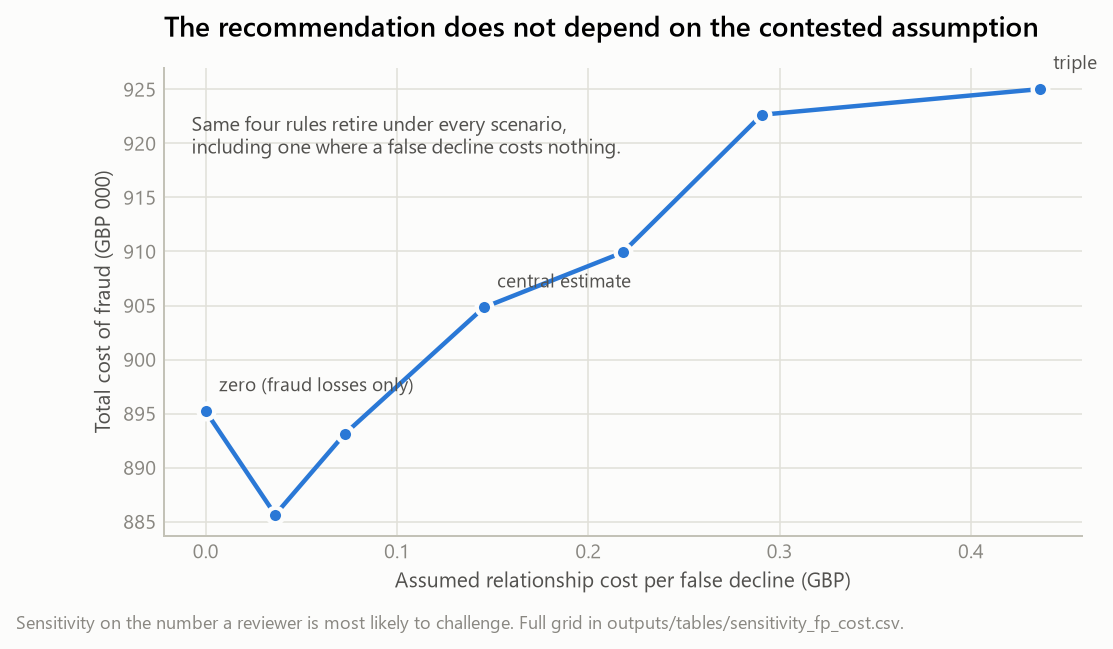 The recommendation does not depend on the contested assumption
triple
925
Same four rules retire under every scenario,
920
including one where a false decline costs nothing.
915
910
central estimate
905
900
zero (fraud losses only)
895
890
885
Total cost of fraud (GBP 000)
0.0 0.1 0.2 0.3 0.4
Assumed relationship cost per false decline (GBP)
Sensitivity on the number a reviewer is most likely to challenge. Full grid in outputs/tables/sensitivity_fp_cost.csv.